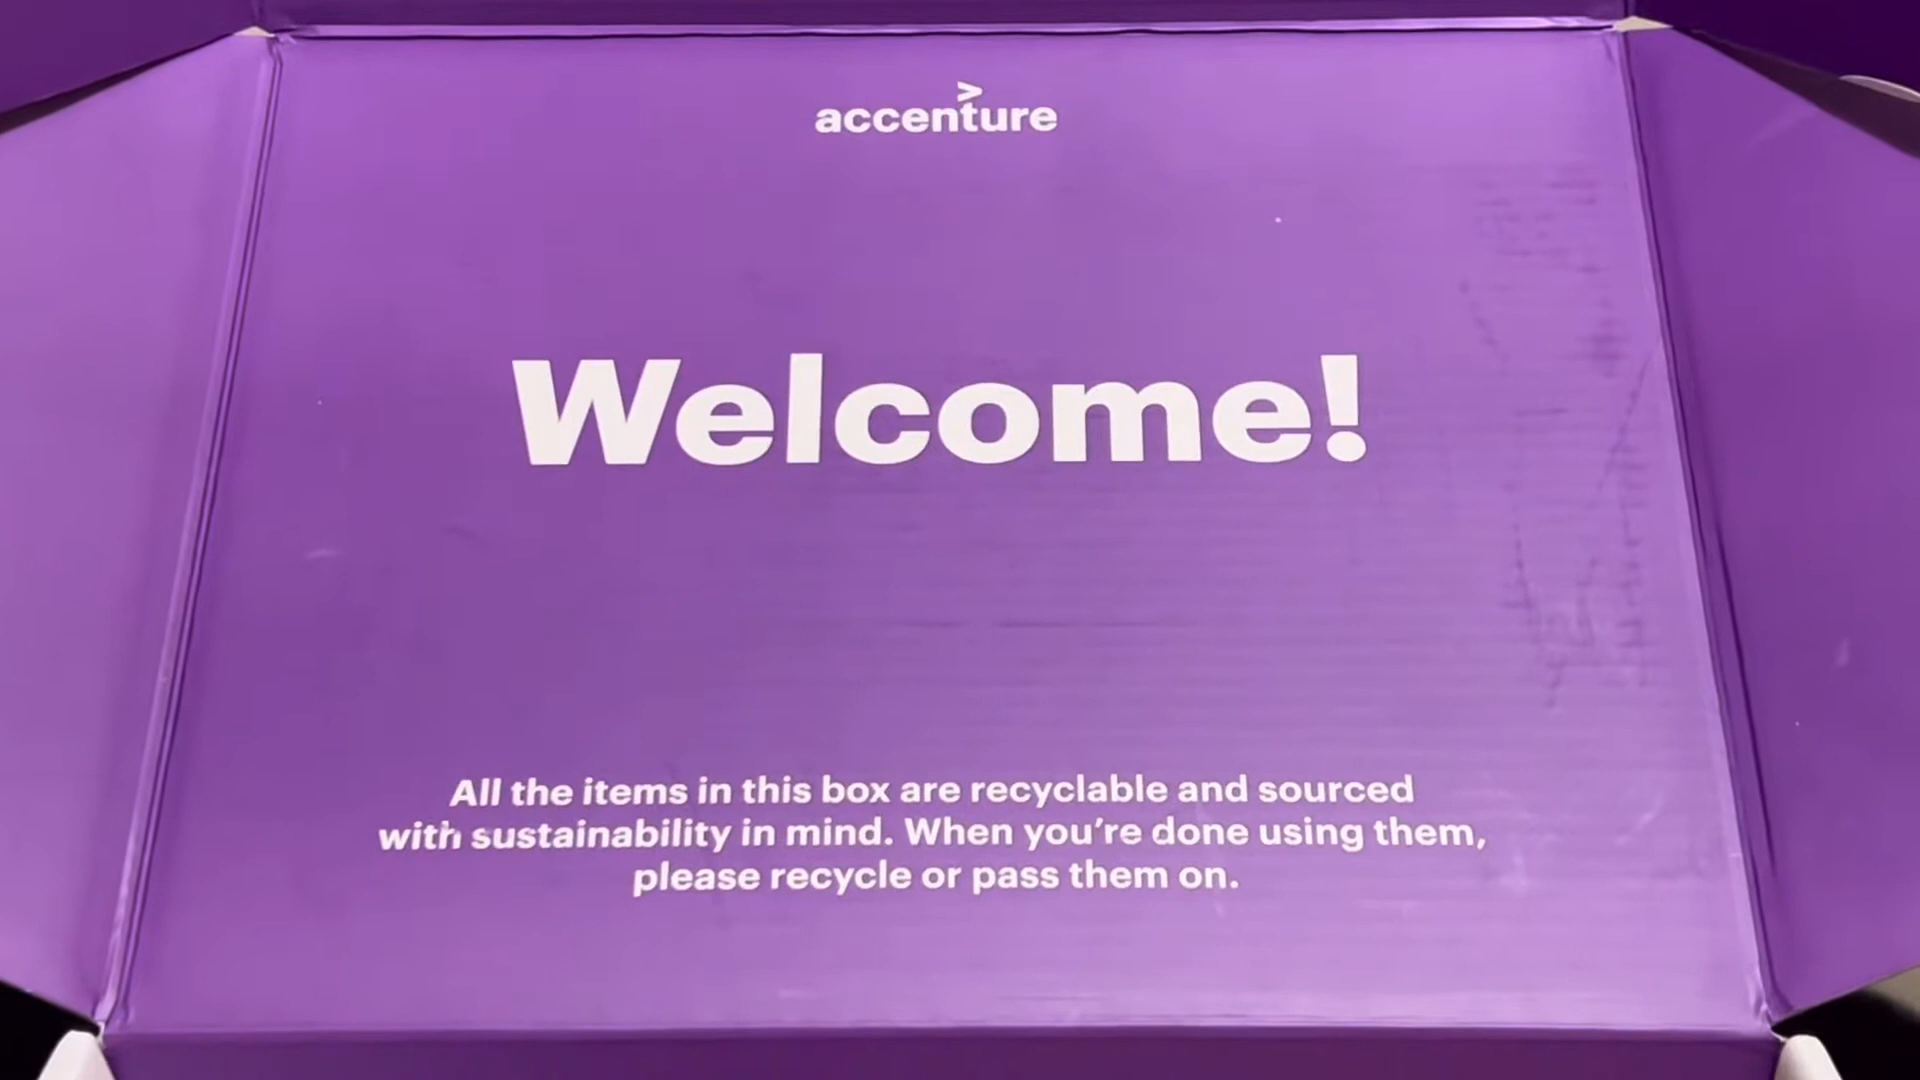 accenture
Welcome!
All the items in this box are recyclable and sourced
with sustainability in mind. When you're done using them,
please recycle or pass them on.